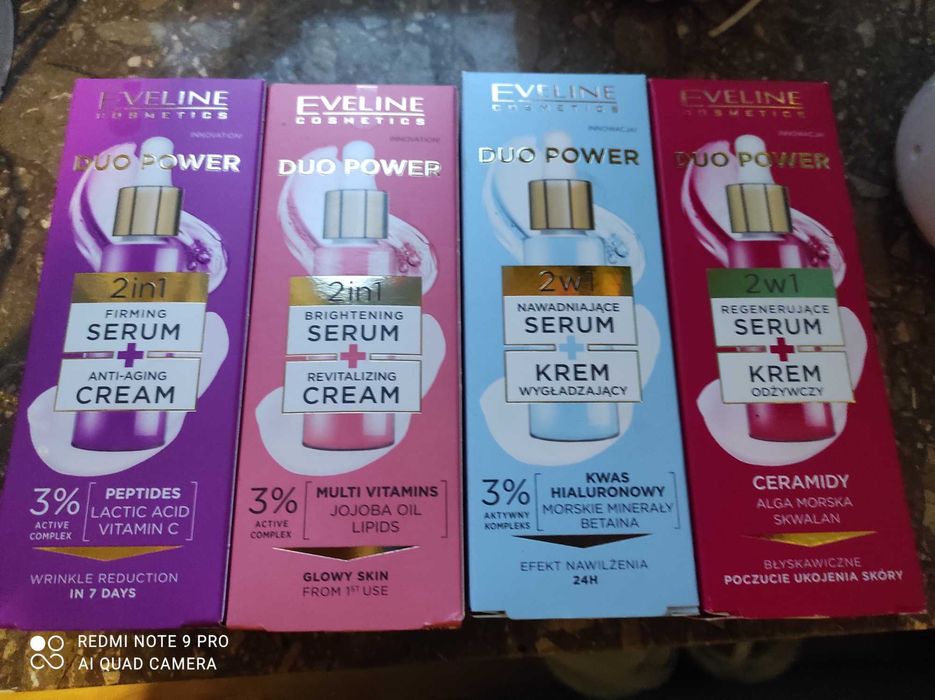 EVELINE
COSMETICS
INNOVATION!
DUO POWER
2in1
FIRMING
SERUM
+
ANTI-AGING
CREAM
3%
ACTIVE
COMPLEX
PEPTIDES
LACTIC ACID
VITAMIN C
WRINKLE REDUCTION
IN 7 DAYS
EVELINE
COSMETICS
INNOVATION!
DUO POWER
2in1
BRIGHTENING
SERUM
+
REVITALIZING
CREAM
3%
ACTIVE
COMPLEX
MULTI VITAMINS
JOJOBA OIL
LIPIDS
GLOWY SKIN
FROM 1ST USE
EVELINE
COSMETICS
INNOWACJA!
DUO POWER
2w1
NAWADNIAJĄCE
SERUM
+
KREM
WYGŁADZAJĄCY
3%
AKTYWNY
KOMPLEKS
KWAS
HIALURONOWY
MORSKIE MINERAŁY
BETAINA
EFEKT NAWILŻENIA
24H
EVELINE
COSMETICS
INNOWACJA!
DUO POWER
2w1
REGENERUJĄCE
SERUM
+
KREM
ODŻYWCZY
CERAMIDY
ALGA MORSKA
SKWALAN
BŁYSKAWICZNE
POCZUCIE UKOJENIA SKÓRY
REDMI NOTE 9 PRO
AI QUAD CAMERA